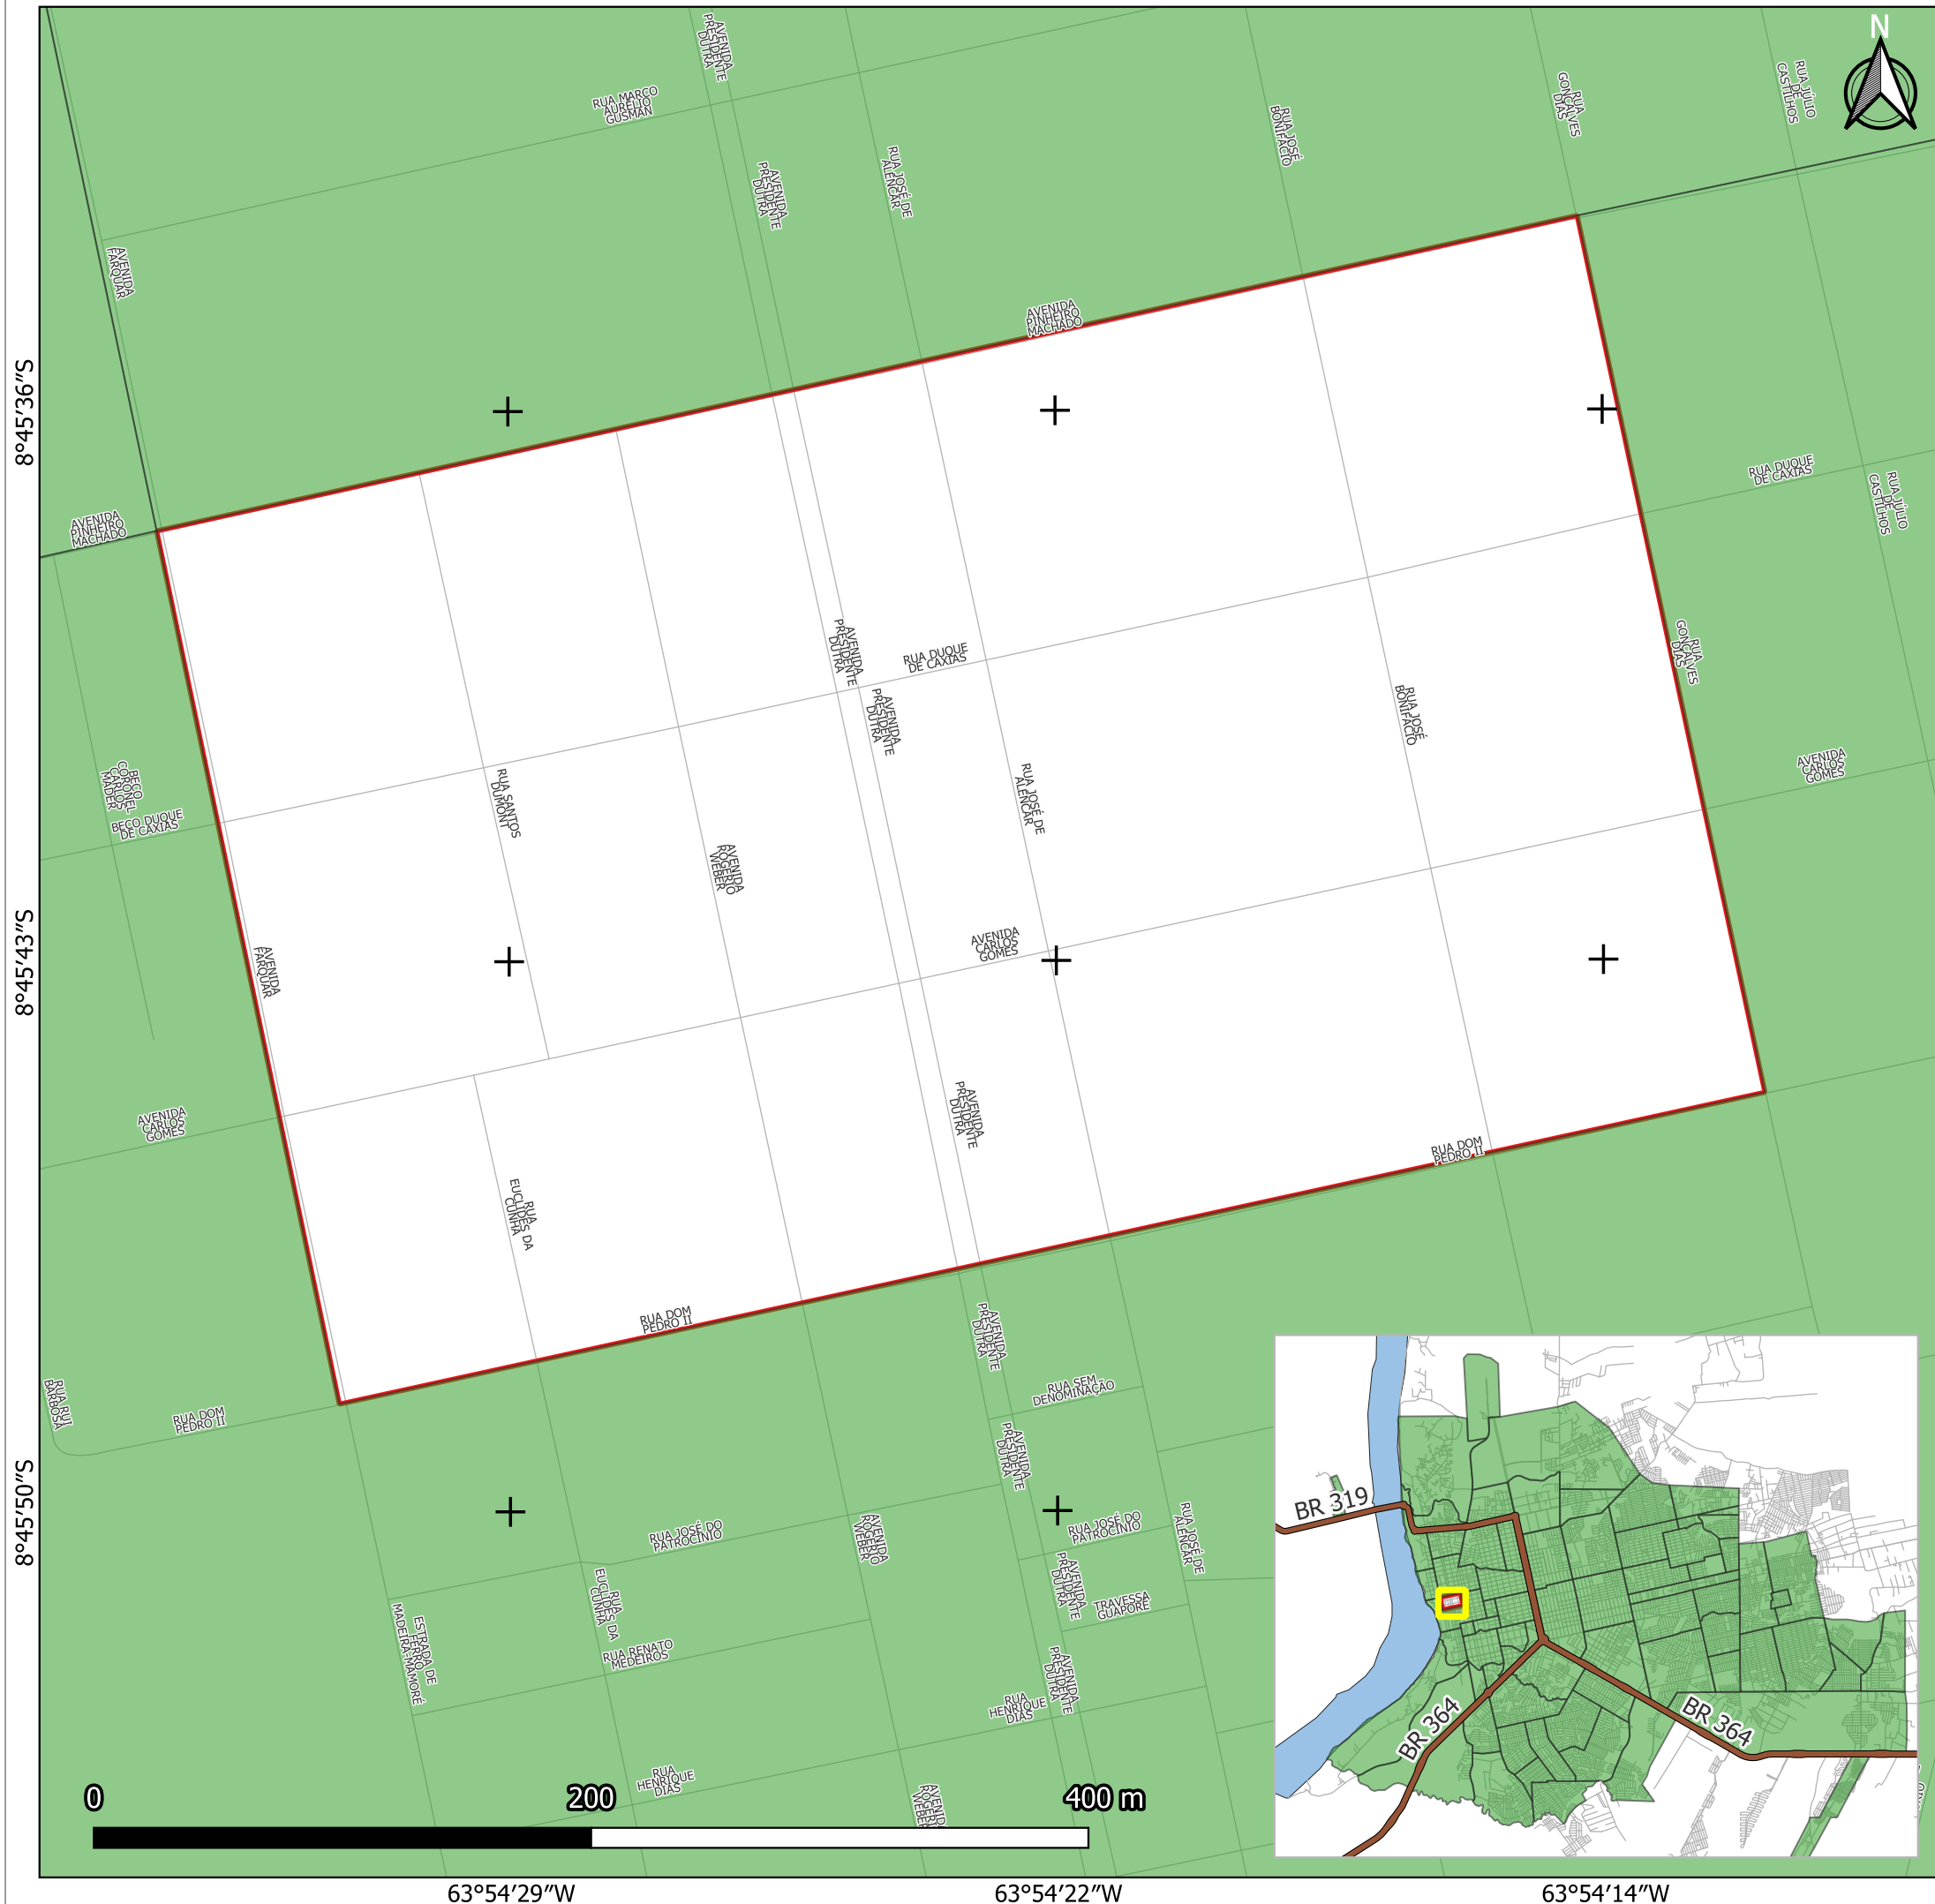 N
AVENIDA
PRESIDENTE
DUTRA
RUA MARCO
AURÉLIO
GUSMAN
RUA JOSÉ
BONIFÁCIO
RUA
GONÇALVES
DIAS
RUA JÚLIO
DE
CASTILHOS
AVENIDA
PRESIDENTE
DUTRA
RUA JOSÉ DE
ALENCAR
AVENIDA
FARQUAR
AVENIDA
PINHEIRO
MACHADO
8°45′36″S
AVENIDA
PINHEIRO
MACHADO
RUA DUQUE
DE CAXIAS
RUA JÚLIO
DE
CASTILHOS
AVENIDA
PRESIDENTE
DUTRA
RUA DUQUE
DE CAXIAS
RUA
GONÇALVES
DIAS
AVENIDA
PRESIDENTE
DUTRA
RUA JOSÉ
BONIFÁCIO
BECO
CORONEL
CARLOS
MADER
BECO DUQUE
DE CAXIAS
RUA SANTOS
DUMONT
RUA JOSÉ DE
ALENCAR
AVENIDA
CARLOS
GOMES
AVENIDA
ROGÉRIO
WEBER
8°45′43″S
AVENIDA
FARQUAR
AVENIDA
CARLOS
GOMES
AVENIDA
CARLOS
GOMES
AVENIDA
PRESIDENTE
DUTRA
RUA DOM
PEDRO II
RUA
EUCLIDES DA
CUNHA
RUA DOM
PEDRO II
AVENIDA
PRESIDENTE
DUTRA
RUA RUI
BARBOSA
RUA DOM
PEDRO II
RUA SEM
DENOMINAÇÃO
AVENIDA
PRESIDENTE
DUTRA
8°45′50″S
RUA JOSÉ DO
PATROCÍNIO
AVENIDA
ROGÉRIO
WEBER
RUA JOSÉ DO
PATROCÍNIO
RUA JOSÉ DE
ALENCAR
AVENIDA
PRESIDENTE
DUTRA
TRAVESSA
GUAPORÉ
RUA
EUCLIDES DA
CUNHA
ESTRADA DE
FERRO
MADEIRA-MAMORÉ
RUA RENATO
MEDEIROS
AVENIDA
PRESIDENTE
DUTRA
RUA
HENRIQUE
DIAS
RUA
HENRIQUE
DIAS
AVENIDA
ROGÉRIO
WEBER
BR 319
BR 364
BR 364
0 200 400 m
63°54′29″W 63°54′22″W 63°54′14″W